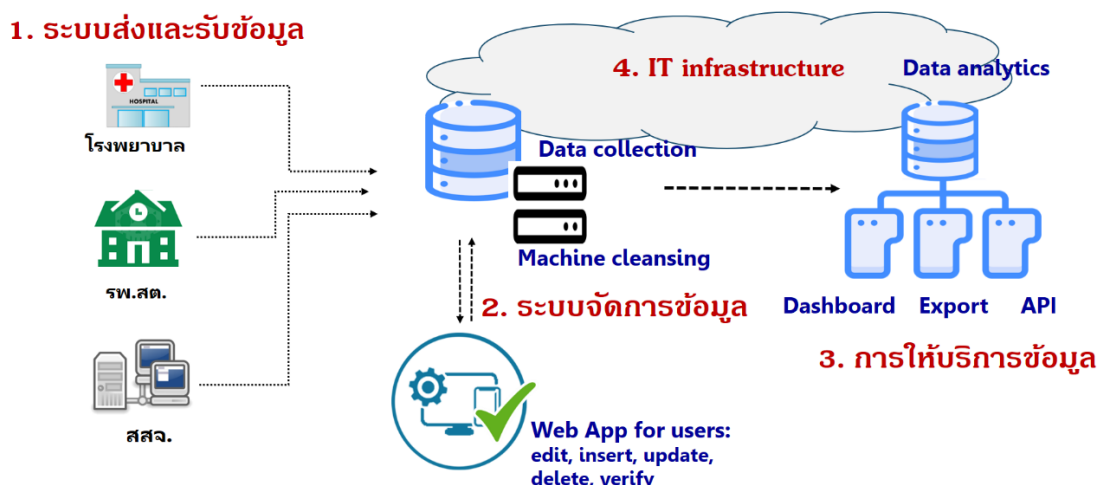 1. ระบบส่งและรับข้อมูล
HOSPITAL
โรงพยาบาล
รพ.สต.
สสจ.
4. IT infrastructure
Data analytics
Data collection
Machine cleansing
2. ระบบจัดการข้อมูล
Dashboard Export API
3. การให้บริการข้อมูล
Web App for users:
edit, insert, update,
delete, verify